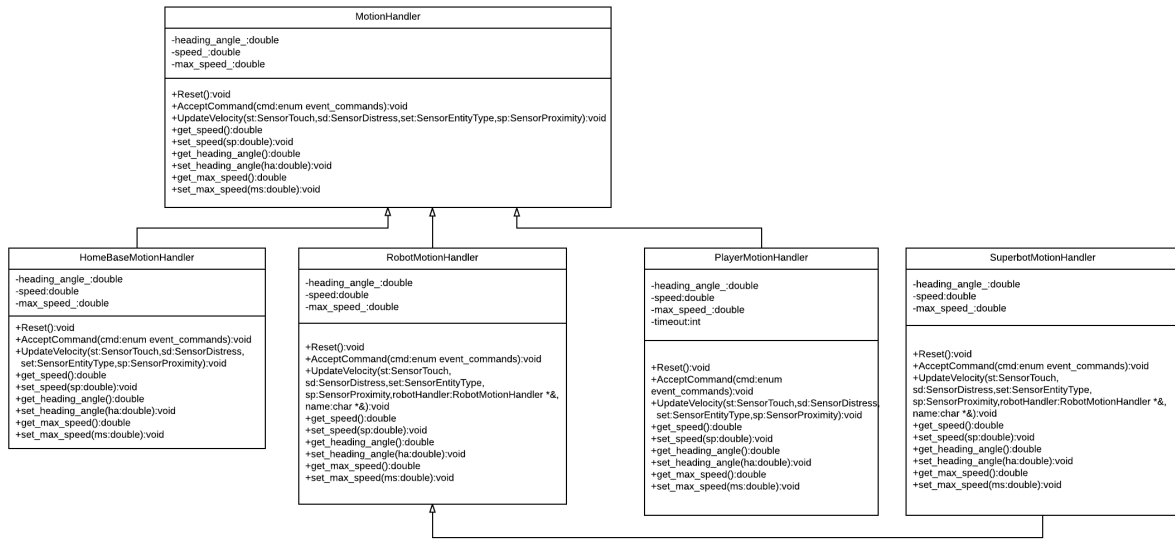 MotionHandler
-heading_angle_:double
-speed_:double
-max_speed_:double
+Reset():void
+AcceptCommand(cmd:enum event_commands):void
+UpdateVelocity(st:SensorTouch,sd:SensorDistress,set:SensorEntityType,sp:SensorProximity):void
+get_speed():double
+set_speed(sp:double):void
+get_heading_angle():double
+set_heading_angle(ha:double):void
+get_max_speed():double
+set_max_speed(ms:double):void
HomeBaseMotionHandler
-heading_angle_:double
-speed:double
-max_speed_:double
+Reset():void
+AcceptCommand(cmd:enum event_commands):void
+UpdateVelocity(st:SensorTouch,sd:SensorDistress,
set:SensorEntityType,sp:SensorProximity):void
+get_speed():double
+set_speed(sp:double):void
+get_heading_angle():double
+set_heading_angle(ha:double):void
+get_max_speed():double
+set_max_speed(ms:double):void
RobotMotionHandler
-heading_angle_:double
-speed:double
-max_speed_:double
+Reset():void
+AcceptCommand(cmd:enum event_commands):void
+UpdateVelocity(st:SensorTouch,
sd:SensorDistress,set:SensorEntityType,
sp:SensorProximity,robotHandler:RobotMotionHandler *&,
name:char *&):void
+get_speed():double
+set_speed(sp:double):void
+get_heading_angle():double
+set_heading_angle(ha:double):void
+get_max_speed():double
+set_max_speed(ms:double):void
PlayerMotionHandler
-heading_angle_:double
-speed:double
-max_speed_:double
-timeout:int
+Reset():void
+AcceptCommand(cmd:enum
event_commands):void
+UpdateVelocity(st:SensorTouch,sd:SensorDistress,
set:SensorEntityType,sp:SensorProximity):void
+get_speed():double
+set_speed(sp:double):void
+get_heading_angle():double
+set_heading_angle(ha:double):void
+get_max_speed():double
+set_max_speed(ms:double):void
SuperbotMotionHandler
-heading_angle_:double
-speed:double
-max_speed_:double
+Reset():void
+AcceptCommand(cmd:enum event_commands):void
+UpdateVelocity(st:SensorTouch,
sd:SensorDistress,set:SensorEntityType,
sp:SensorProximity,robotHandler:RobotMotionHandler *&,
name:char *&):void
+get_speed():double
+set_speed(sp:double):void
+get_heading_angle():double
+set_heading_angle(ha:double):void
+get_max_speed():double
+set_max_speed(ms:double):void